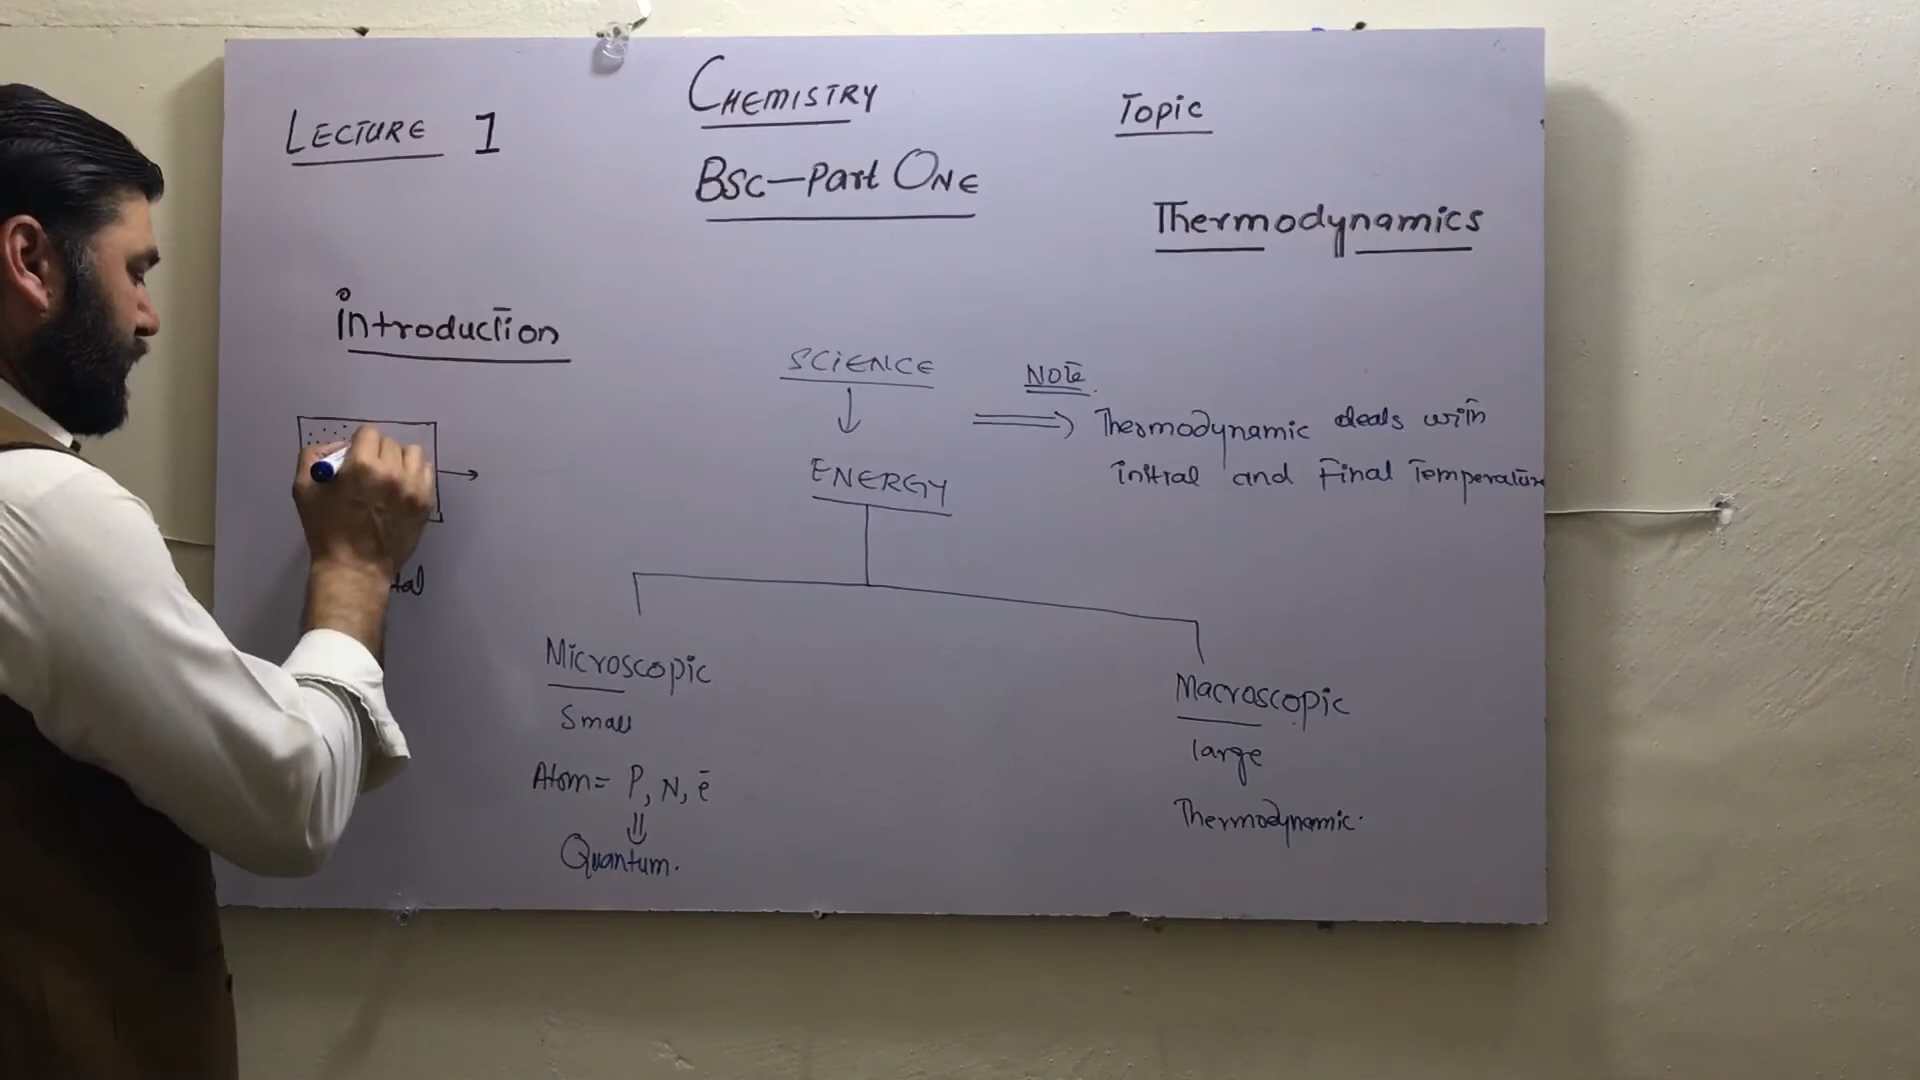 LECTURE 1
CHEMISTRY
BSc-Part ONE
Topic
Thermodynamics
introduction
SCiENCE
NOTE
ENERGY
Thermodynamic deals with
initial and Final Temperature
Microscopic
Small
Atom= P, N, ē
Quantum.
Macroscopic
large
Thermodynamic.